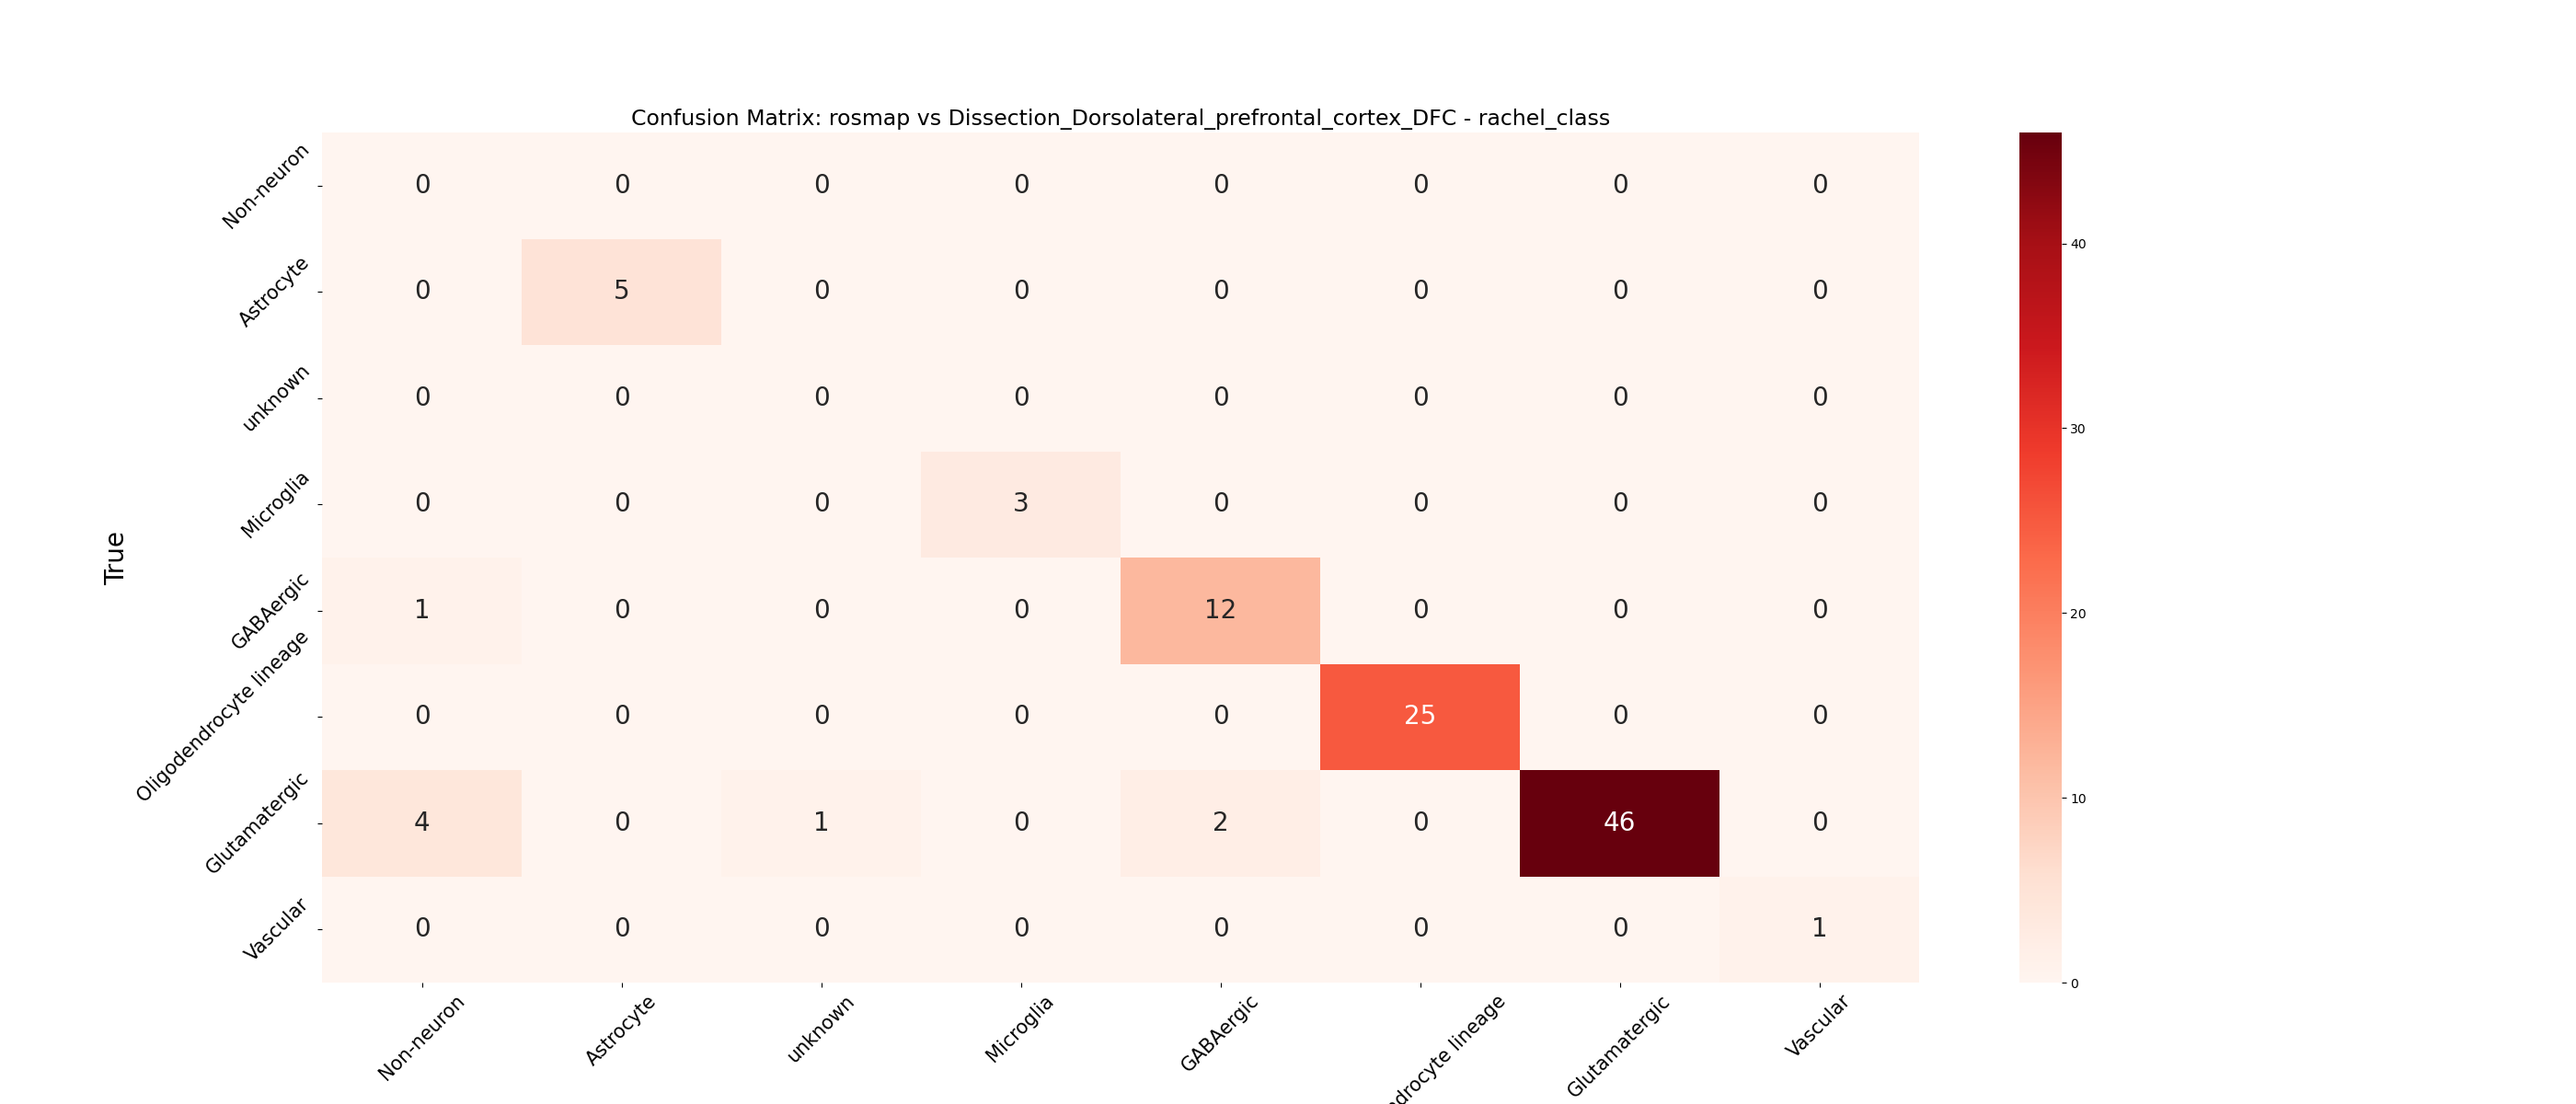 Confusion Matrix: rosmap vs Dissection_Dorsolateral_prefrontal_cortex_DFC - rachel_class
True
Non-neuron 0 0 0 0 0 0 0 0
Astrocyte 0 5 0 0 0 0 0 0
unknown 0 0 0 0 0 0 0 0
Microglia 0 0 0 3 0 0 0 0
GABAergic 1 0 0 0 12 0 0 0
Oligodendrocyte lineage 0 0 0 0 0 25 0 0
Glutamatergic 4 0 1 0 2 0 46 0
Vascular 0 0 0 0 0 0 0 1
Non-neuron Astrocyte unknown Microglia GABAergic lineage Glutamatergic Vascular
40
30
20
10
0